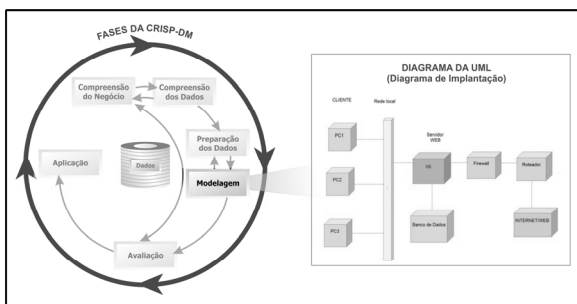 FASES DA CRISP-DM
Compreensão
do Negócio
Compreensão
dos Dados
Preparação
dos Dados
Aplicação
Dados
Modelagem
Avaliação
DIAGRAMA DA UML
(Diagrama de Implantação)
CLIENTE
Rede local
PC1
Servidor
WEB
IIS
Firewall
Roteador
PC2
Banco de Dados
INTERNET/WEB
PC3